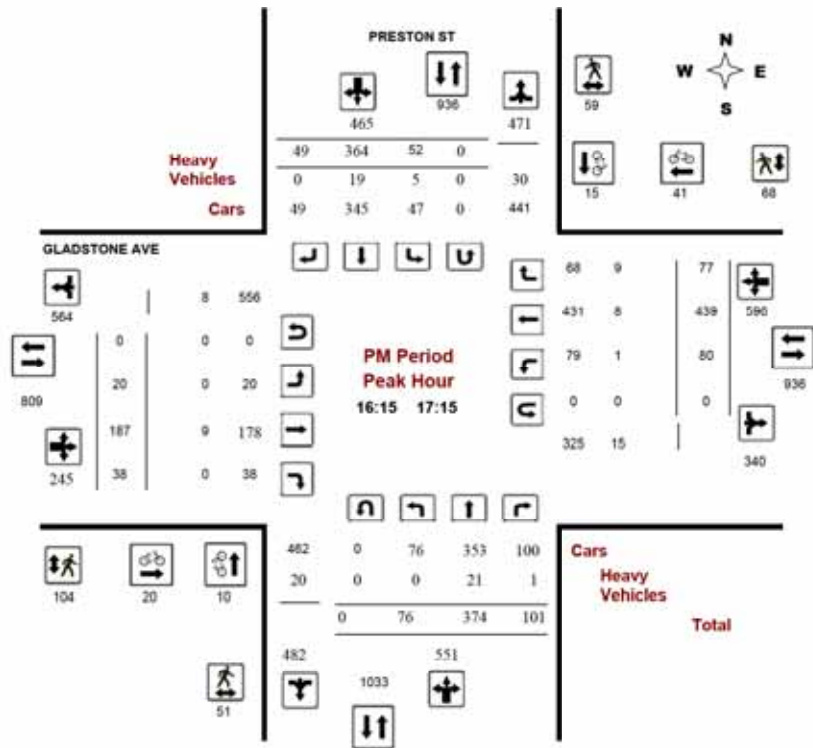 PRESTON ST
N
W E
S
936
59
465 471
49 364 52 0
Heavy
Vehicles
0 19 5 0 30
Cars
49 345 47 0 441
15 41 68
GLADSTONE AVE
564
8 556
68 9 77
596
0 0 0
431 8 439
PM Period
Peak Hour
16:15 17:15
809
20 0 20
79 1 80
936
187 9 178
0 0 0
245
38 0 38
325 15
340
462 0 76 353 100
Cars
20 0 0 21 1
Heavy
Vehicles
104 20 10
0 76 374 101
Total
482 551
1033
51